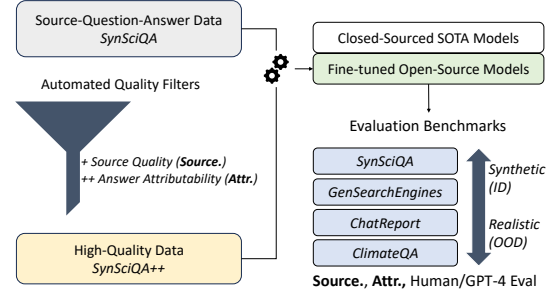 Source-Question-Answer Data
SynSciQA
Automated Quality Filters
+ Source Quality (Source.)
++ Answer Attributability (Attr.)
High-Quality Data
SynSciQA++
Closed-Sourced SOTA Models
Fine-tuned Open-Source Models
Evaluation Benchmarks
SynSciQA
GenSearchEngines
ChatReport
ClimateQA
Synthetic
(ID)
Realistic
(OOD)
Source., Attr., Human/GPT-4 Eval